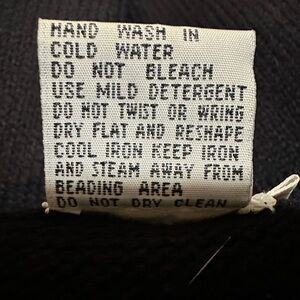 HAND WASH IN
COLD WATER
DO NOT BLEACH
USE MILD DETERGENT
DO NOT TWIST OR WRING
DRY FLAT AND RESHAPE
COOL IRON KEEP IRON
AND STEAM AWAY FROM
BEADING AREA
DO NOT DRY CLEAN